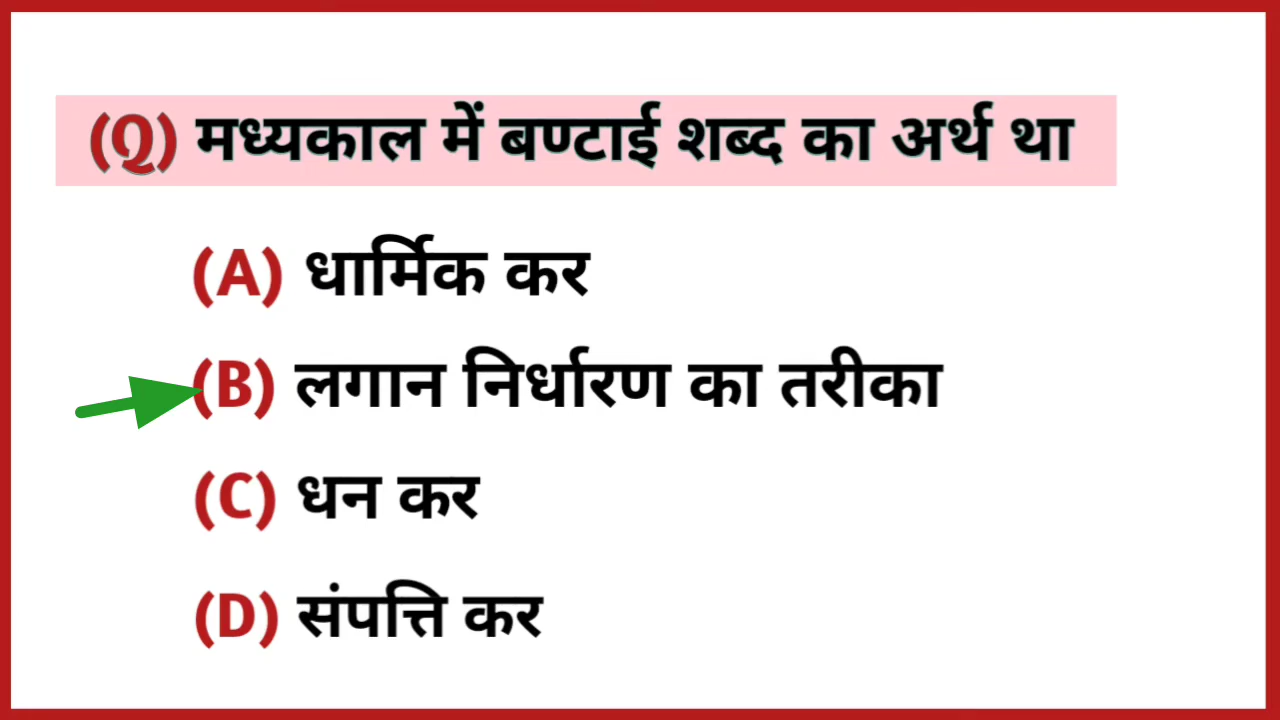 (Q) मध्यकाल में बण्टाई शब्द का अर्थ था
(A) धार्मिक कर
(B) लगान निर्धारण का तरीका
(C) धन कर
(D) संपत्ति कर